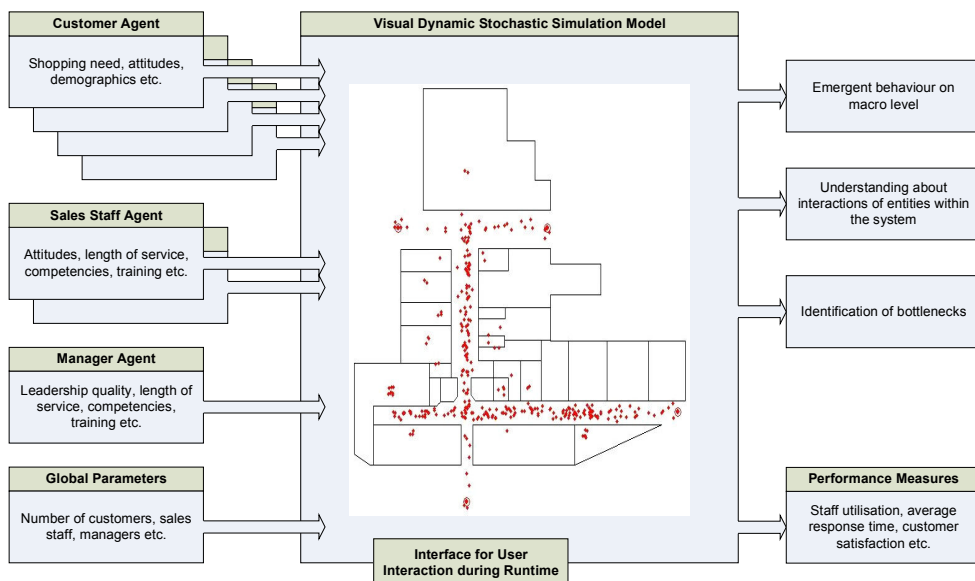 Customer Agent
Shopping need, attitudes,
demographics etc.
Sales Staff Agent
Attitudes, length of service,
competencies, training etc.
Manager Agent
Leadership quality, length of
service, competencies,
training etc.
Global Parameters
Number of customers, sales
staff, managers etc.
Visual Dynamic Stochastic Simulation Model
Interface for User
Interaction during Runtime
Emergent behaviour on
macro level
Understanding about
interactions of entities within
the system
Identification of bottlenecks
Performance Measures
Staff utilisation, average
response time, customer
satisfaction etc.